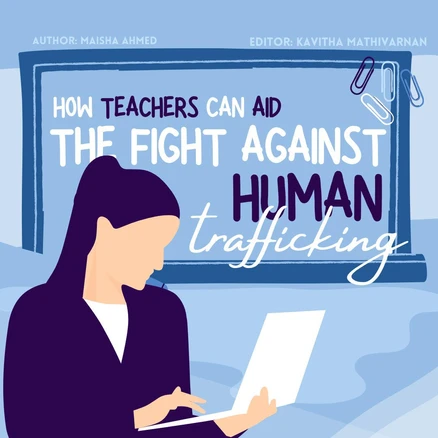 AUTHOR: MAISHA AHMED
EDITOR: KAVITHA MATHIVARNAN
HOW TEACHERS CAN AID
THE FIGHT AGAINST
HUMAN
trafficking